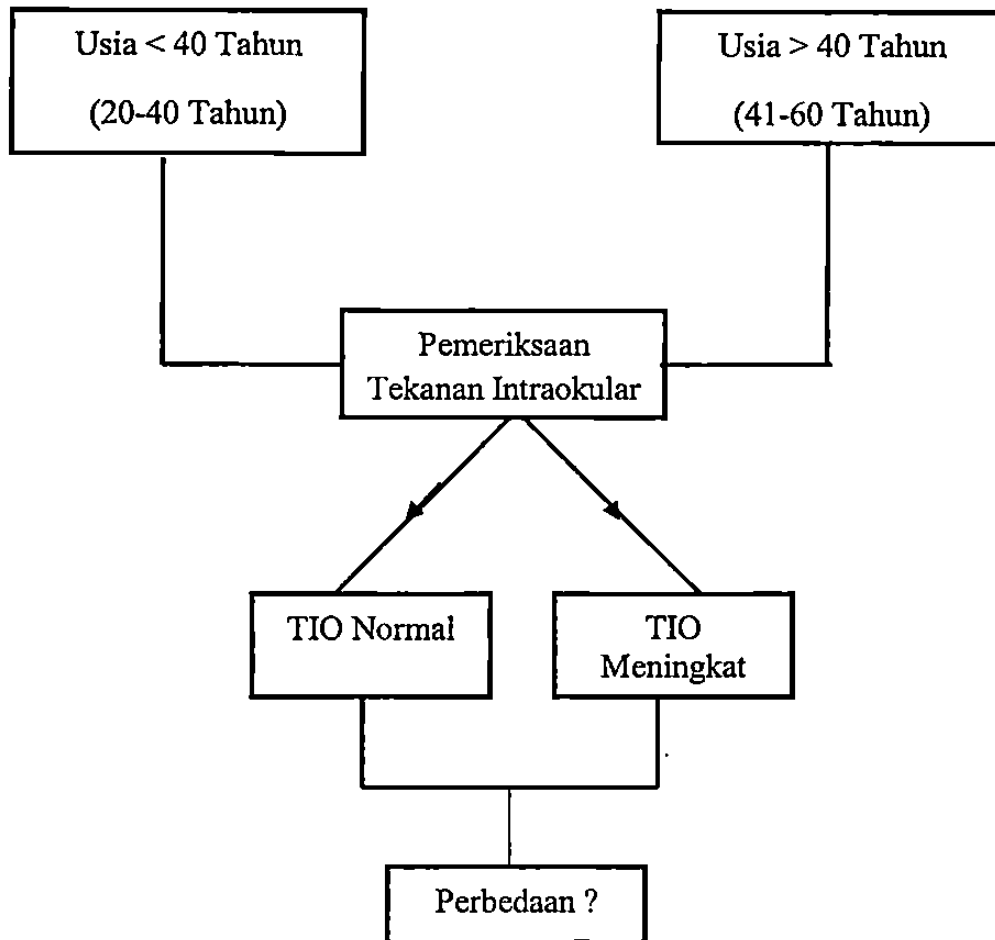 Usia < 40 Tahun
(20-40 Tahun)
Usia > 40 Tahun
(41-60 Tahun)
Pemeriksaan
Tekanan Intraokular
TIO Normal
TIO
Meningkat
Perbedaan ?